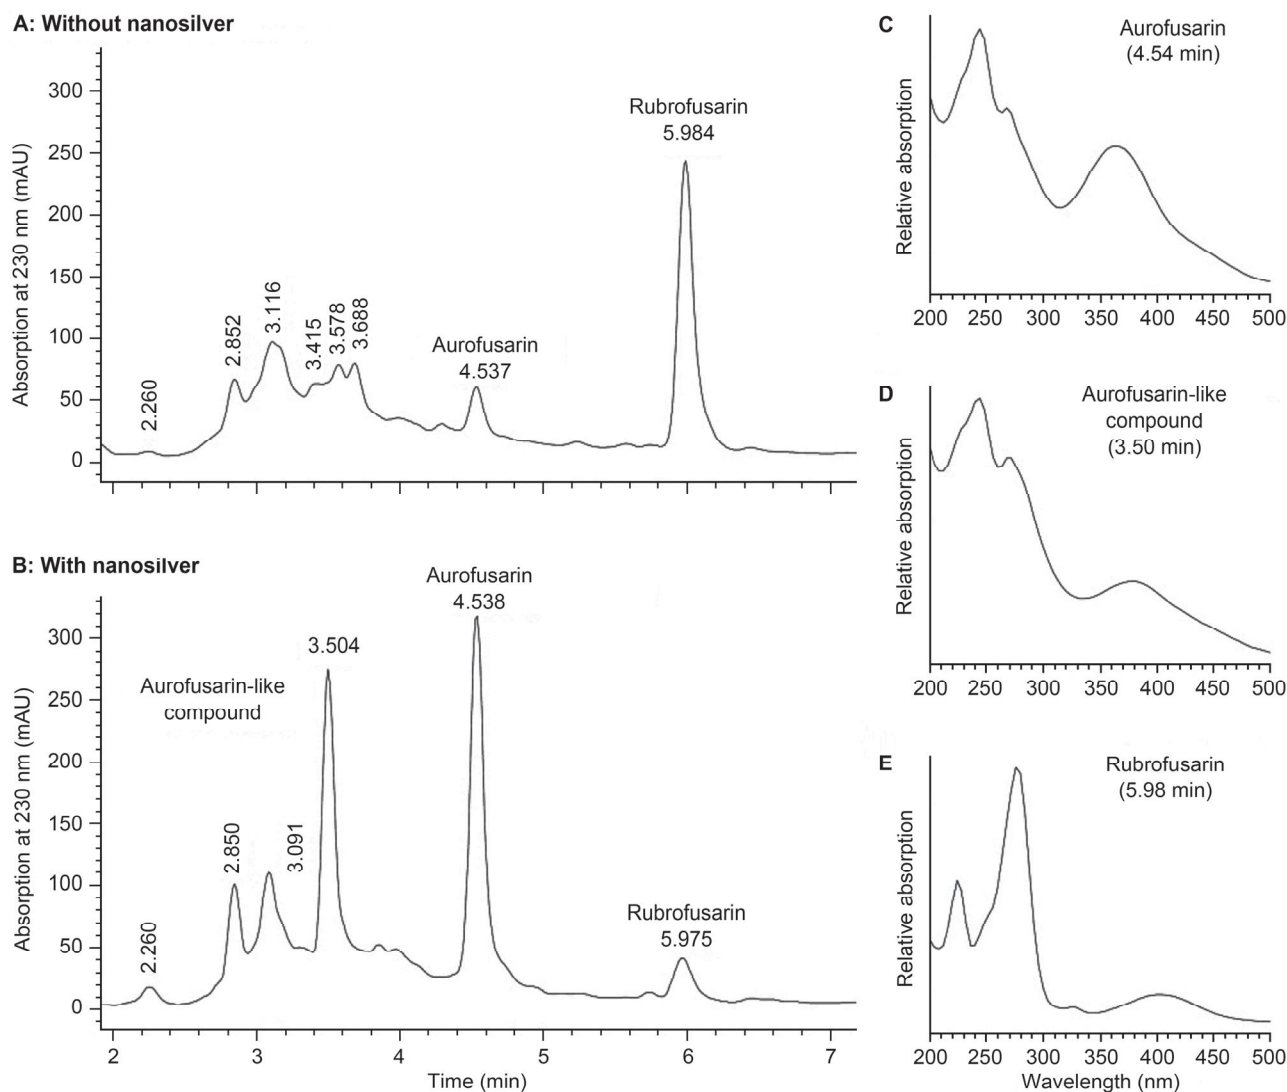 A: Without nanosilver
Absorption at 230 nm (mAU)
300
250
200
150
100
50
0
2.260
2.852
3.116
3.415
3.578
3.688
Aurofusarin
4.537
Rubrofusarin
5.984
B: With nanosilver
Absorption at 230 nm (mAU)
300
250
200
150
100
50
0
Aurofusarin-like
compound
2.260
2.850
3.091
3.504
Aurofusarin
4.538
Rubrofusarin
5.975
2 3 4 5 6 7
Time (min)
C
Aurofusarin
(4.54 min)
Relative absorption
200 250 300 350 400 450 500
D
Aurofusarin-like
compound
(3.50 min)
Relative absorption
200 250 300 350 400 450 500
E
Rubrofusarin
(5.98 min)
Relative absorption
200 250 300 350 400 450 500
Wavelength (nm)